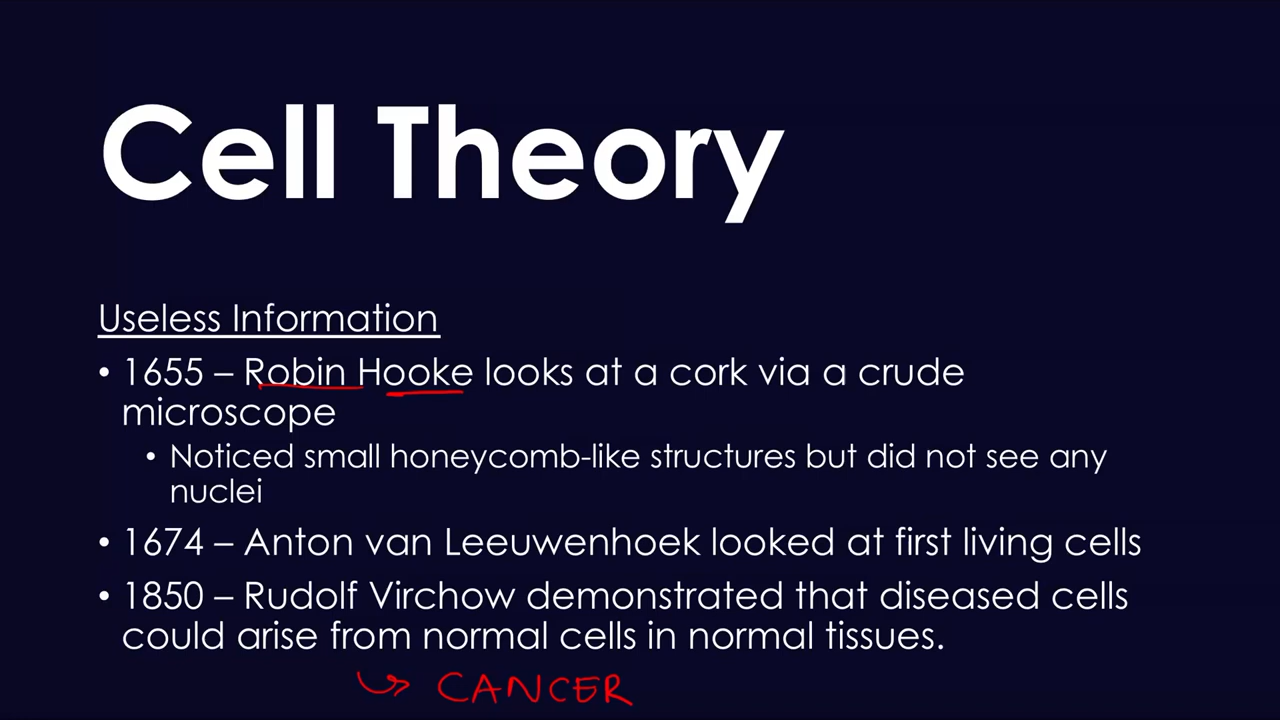 Cell Theory
Useless Information
• 1655 – Robin Hooke looks at a cork via a crude
microscope
• Noticed small honeycomb-like structures but did not see any
nuclei
• 1674 – Anton van Leeuwenhoek looked at first living cells
• 1850 – Rudolf Virchow demonstrated that diseased cells
could arise from normal cells in normal tissues.
CANCER